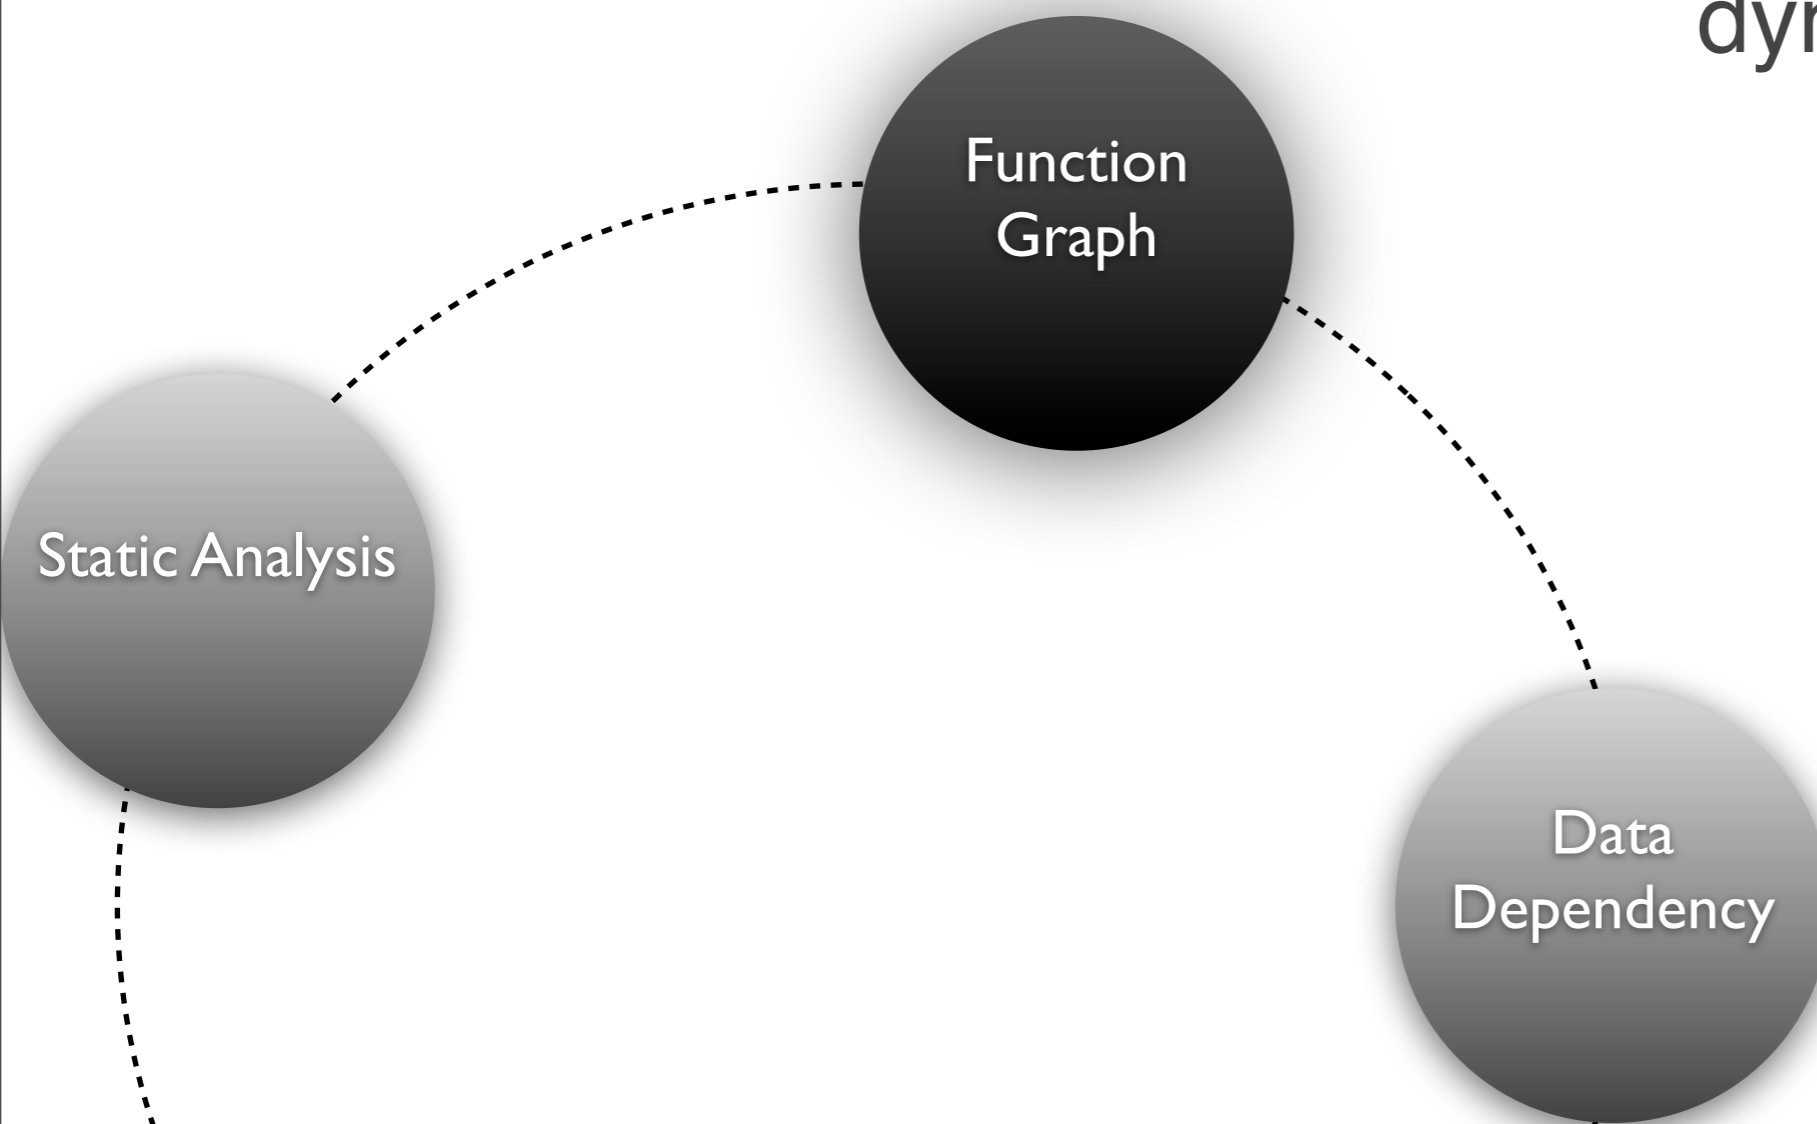 Function
Graph
Static Analysis
Data
Dependency